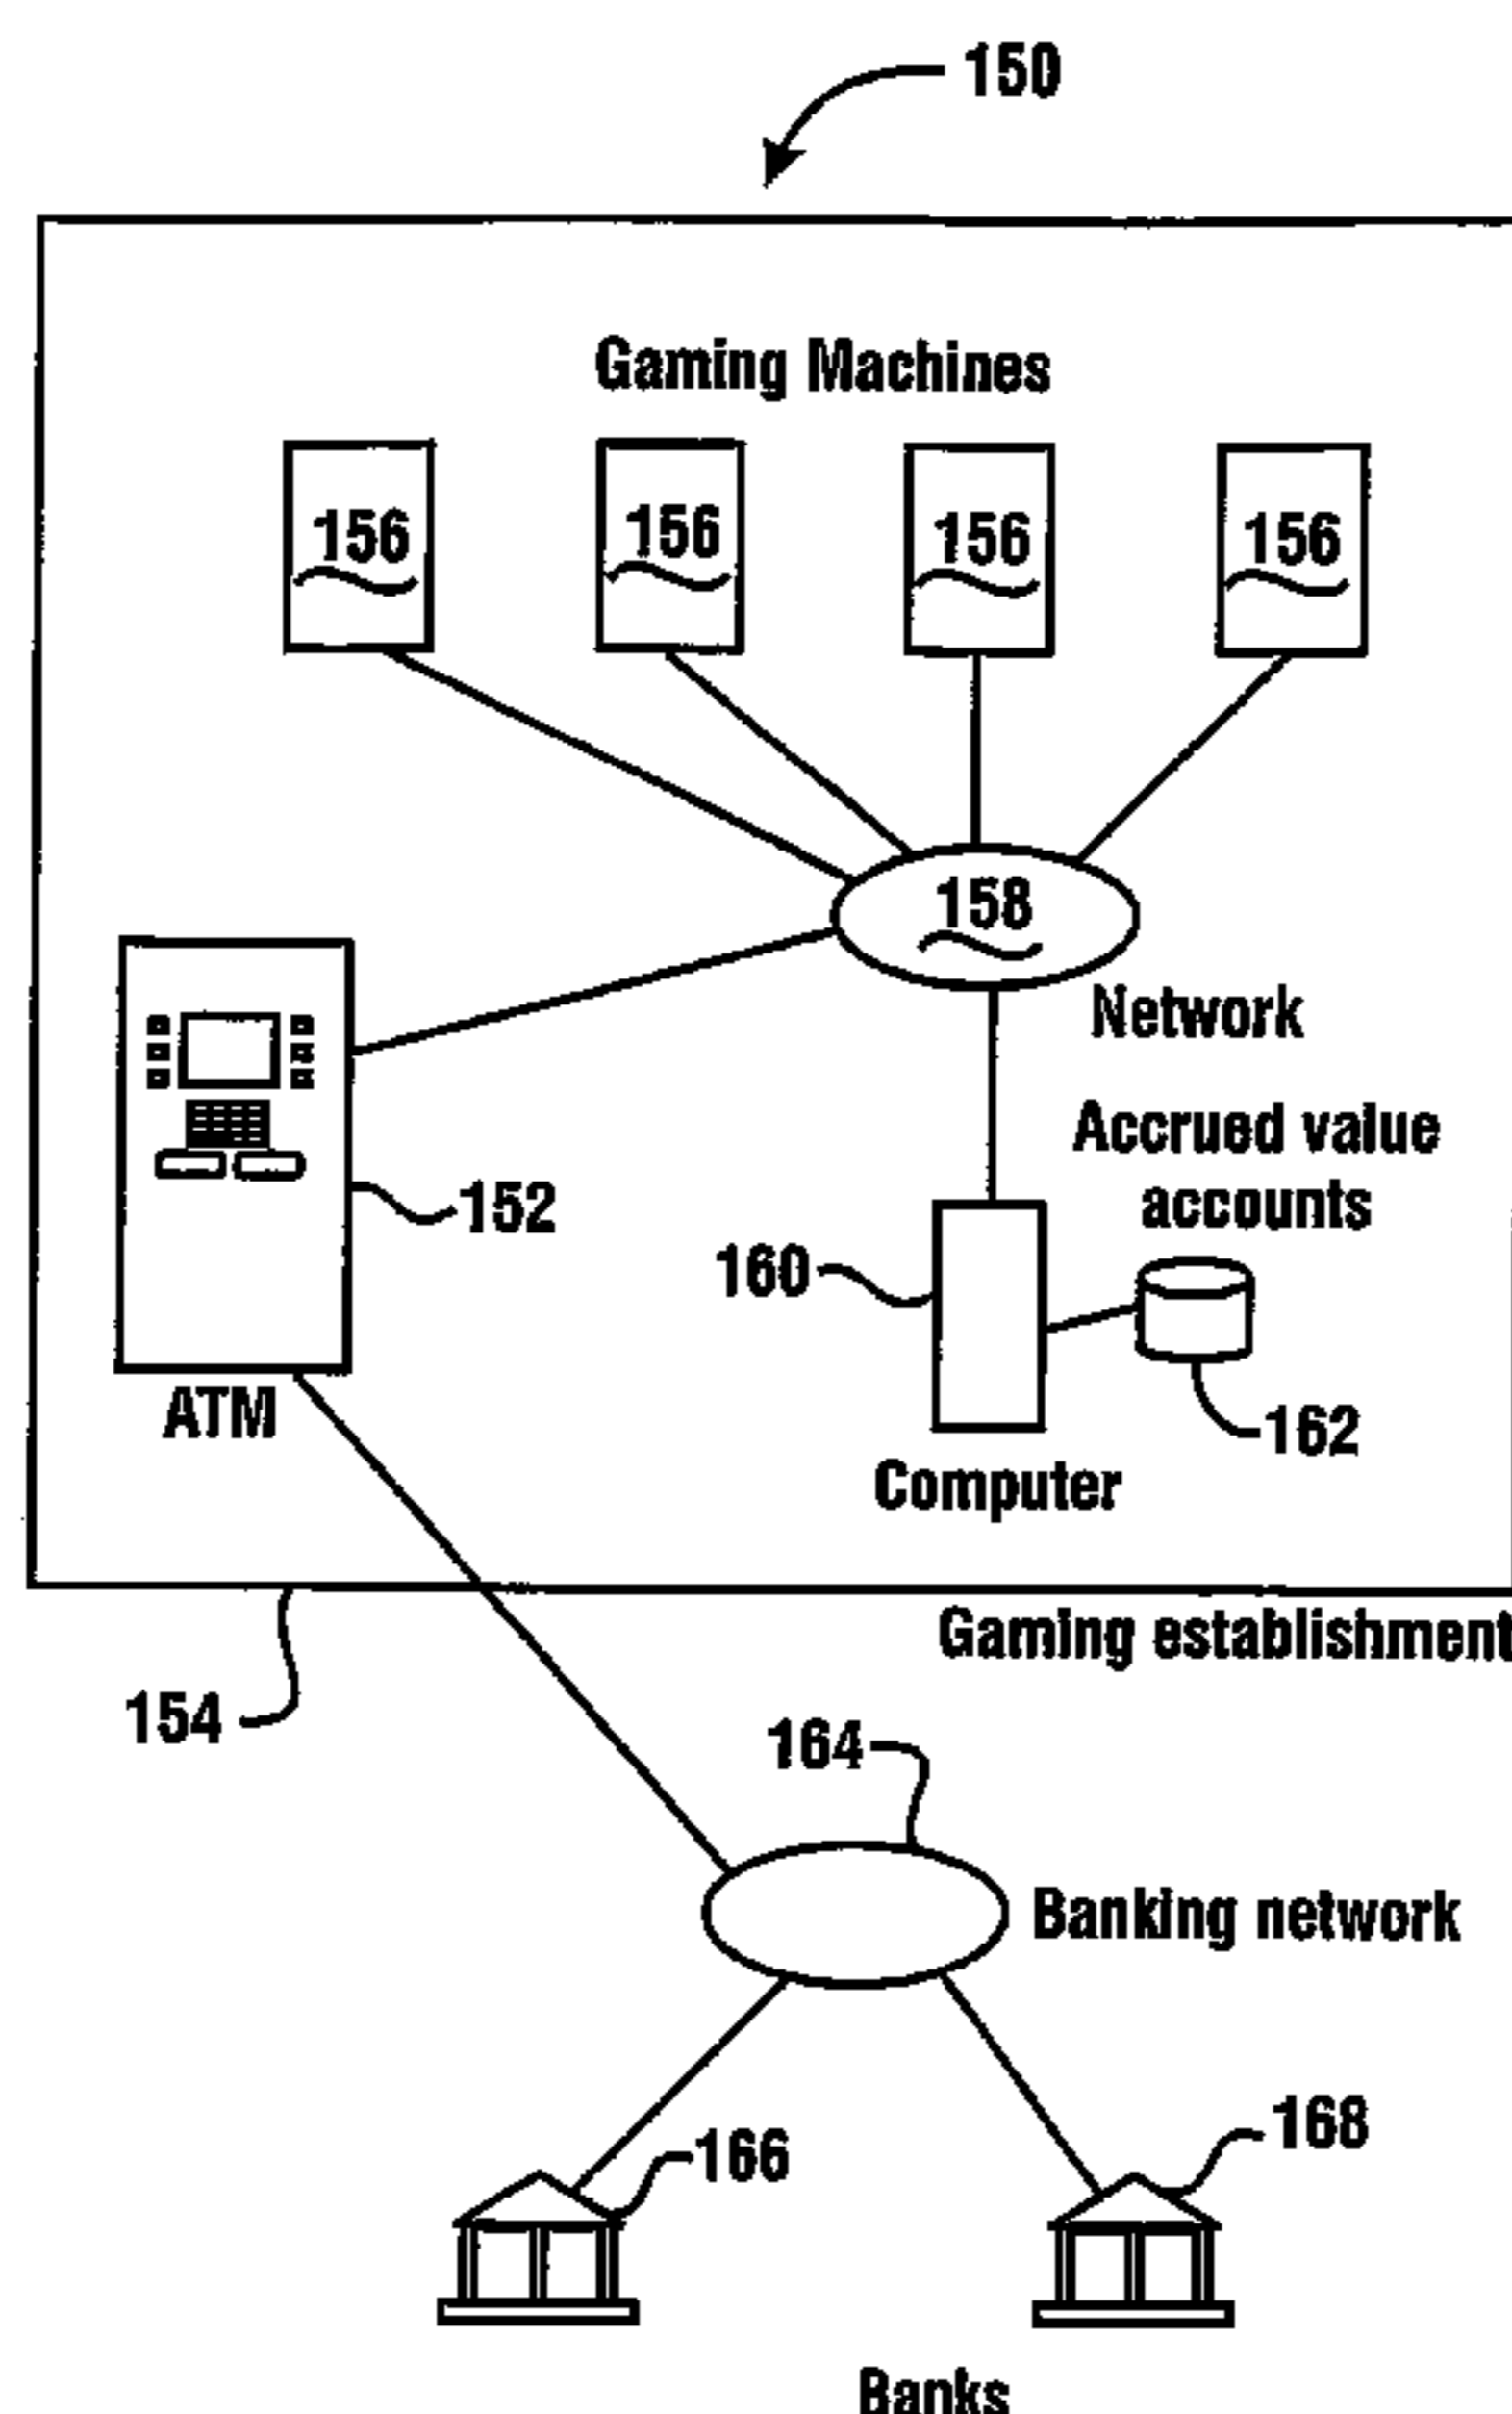 150
Gaming Machines
156 156 156 156
158
Network
Accrued value
accounts
152
160
ATM
162
Computer
Gaming establishment
154
164
Banking network
168
166
Banks